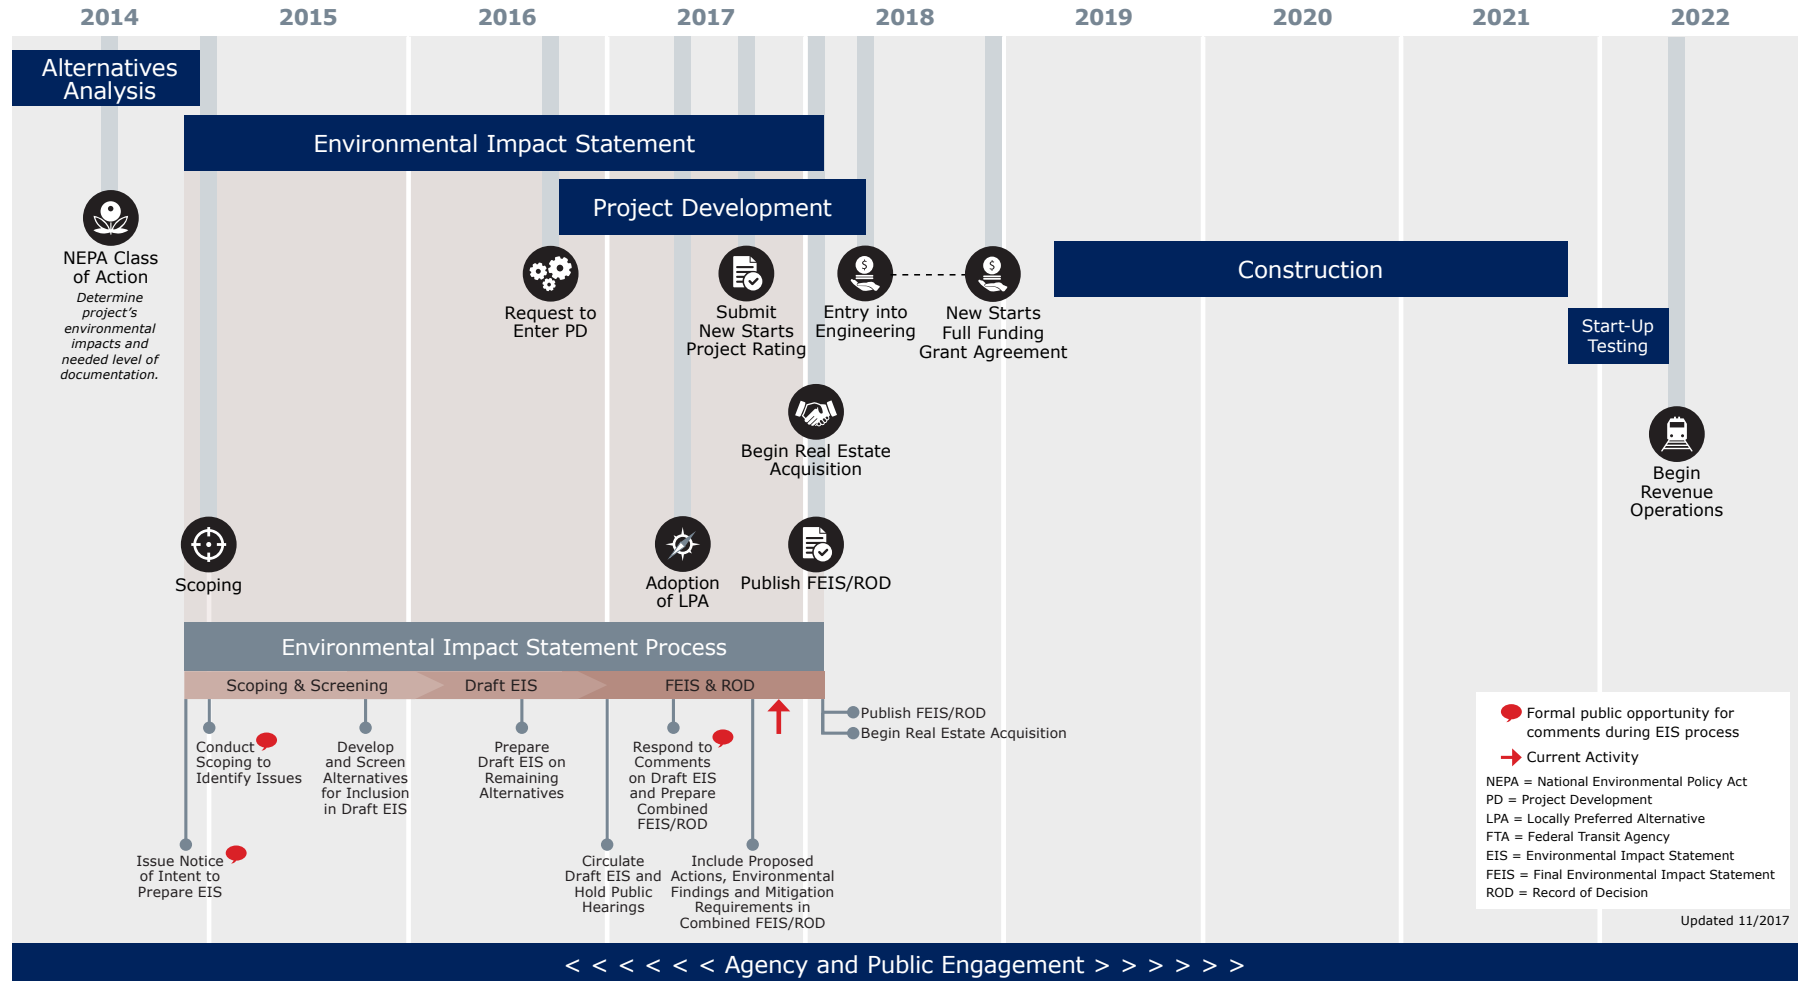 2014 2015 2016 2017 2018 2019 2020 2021 2022
Alternatives
Analysis
Environmental Impact Statement
Project Development
NEPA Class
of Action
Determine
project's
environmental
impacts and
needed level of
documentation.
Request to
Enter PD
Submit
New Starts
Project Rating
Entry into
Engineering
$
New Starts
Full Funding
Grant Agreement
$
Construction
Start-Up
Testing
Begin Real Estate
Acquisition
Begin
Revenue
Operations
Scoping
Adoption
of LPA
Publish FEIS/ROD
Environmental Impact Statement Process
Scoping & Screening
Draft EIS
FEIS & ROD
Conduct
Scoping to
Identify Issues
Develop
and Screen
Alternatives
for Inclusion
in Draft EIS
Prepare
Draft EIS on
Remaining
Alternatives
Respond to
Comments
on Draft EIS
and Prepare
Combined
FEIS/ROD
Publish FEIS/ROD
Begin Real Estate Acquisition
Issue Notice
of Intent to
Prepare EIS
Circulate
Draft EIS and
Hold Public
Hearings
Include Proposed
Actions, Environmental
Findings and Mitigation
Requirements in
Combined FEIS/ROD
Formal public opportunity for
comments during EIS process
Current Activity
NEPA = National Environmental Policy Act
PD = Project Development
LPA = Locally Preferred Alternative
FTA = Federal Transit Agency
EIS = Environmental Impact Statement
FEIS = Final Environmental Impact Statement
ROD = Record of Decision
Updated 11/2017
< < < < < < Agency and Public Engagement > > > > > >